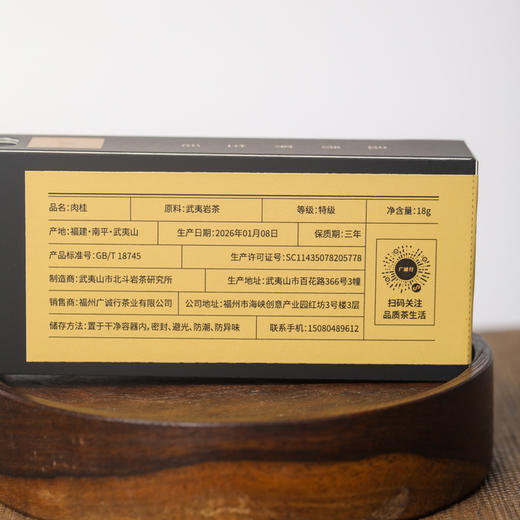 品名:肉桂 原料:武夷岩茶 等级:特级 净含量:18g
产地:福建·南平·武夷山 生产日期:2026年01月08日 保质期:三年
产品标准号:GB/T 18745 生产许可证号:SC11435078205778
制造商:武夷山市北斗岩茶研究所 生产地址:武夷山市百花路366号3幢
销售商:福州广诚行茶业有限公司 公司地址:福州市海峡创意产业园红坊3号楼3层
储存方法:置于干净容器内,密封、避光、防潮、防异味 联系手机:15080489612
扫码关注
品质茶生活